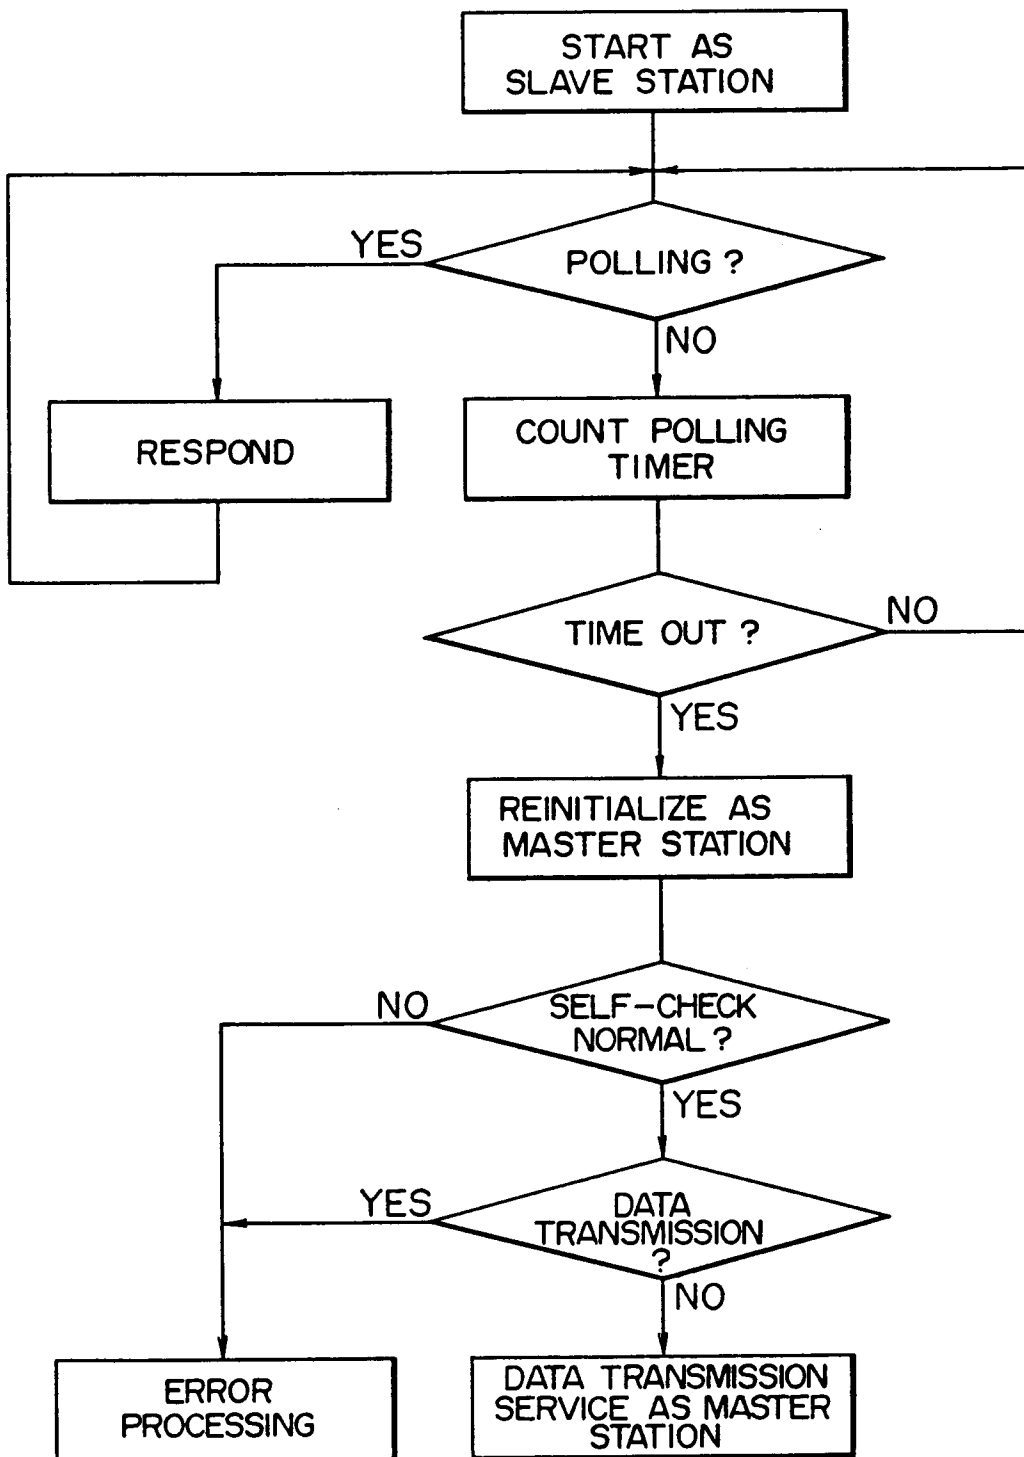 START AS
SLAVE STATION
YES
POLLING ?
NO
RESPOND
COUNT POLLING
TIMER
TIME OUT ?
NO
YES
REINITIALIZE AS
MASTER STATION
NO
SELF-CHECK
NORMAL ?
YES
YES
DATA
TRANSMISSION
?
NO
ERROR
PROCESSING
DATA TRANSMISSION
SERVICE AS MASTER
STATION